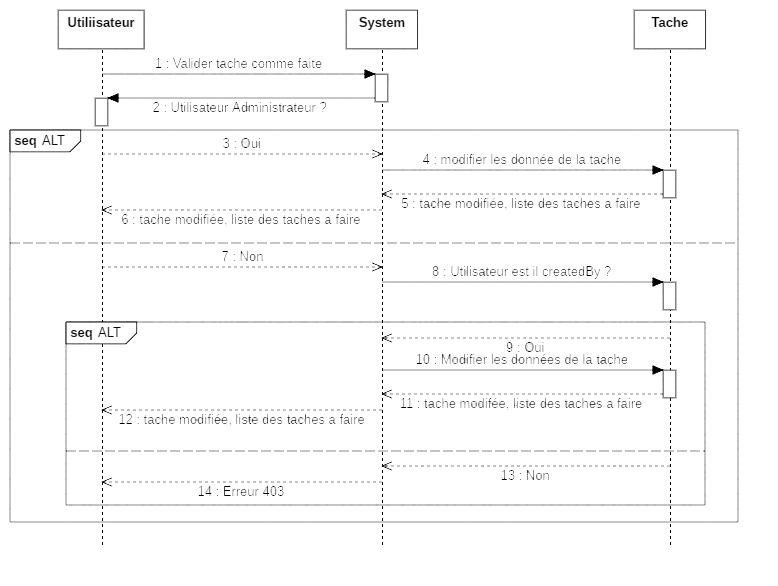 Utiliisateur
System
Tache
1 : Valider tache comme faite
2 : Utilisateur Administrateur ?
seq ALT
3 : Oui
4 : modifier les donnée de la tache
5 : tache modifiée, liste des taches a faire
6 : tache modifiée, liste des taches a faire
7 : Non
8 : Utilisateur est il createdBy ?
seq ALT
9 : Oui
10 : Modifier les données de la tache
11 : tache modifée, liste des taches a faire
12 : tache modifiée, liste des taches a faire
13 : Non
14 : Erreur 403